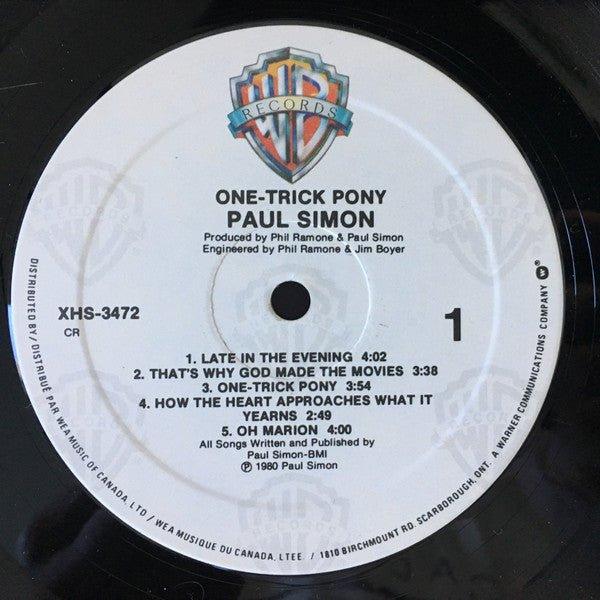 WB
RECORDS
ONE-TRICK PONY
PAUL SIMON
Produced by Phil Ramone & Paul Simon
Engineered by Phil Ramone & Jim Boyer
XHS-3472
CR
1
1. LATE IN THE EVENING 4:02
2. THAT'S WHY GOD MADE THE MOVIES 3:38
3. ONE-TRICK PONY 3:54
4. HOW THE HEART APPROACHES WHAT IT
YEARNS 2:49
5. OH MARION 4:00
All Songs Written and Published by
Paul Simon-BMI
℗ 1980 Paul Simon
DISTRIBUTED BY / DISTRIBUÉ PAR WEA MUSIC OF CANADA, LTD / WEA MUSIQUE DU CANADA, LTEE. / 1810 BIRCHMOUNT RD. SCARBOROUGH, ONT. A WARNER COMMUNICATIONS COMPANY W®